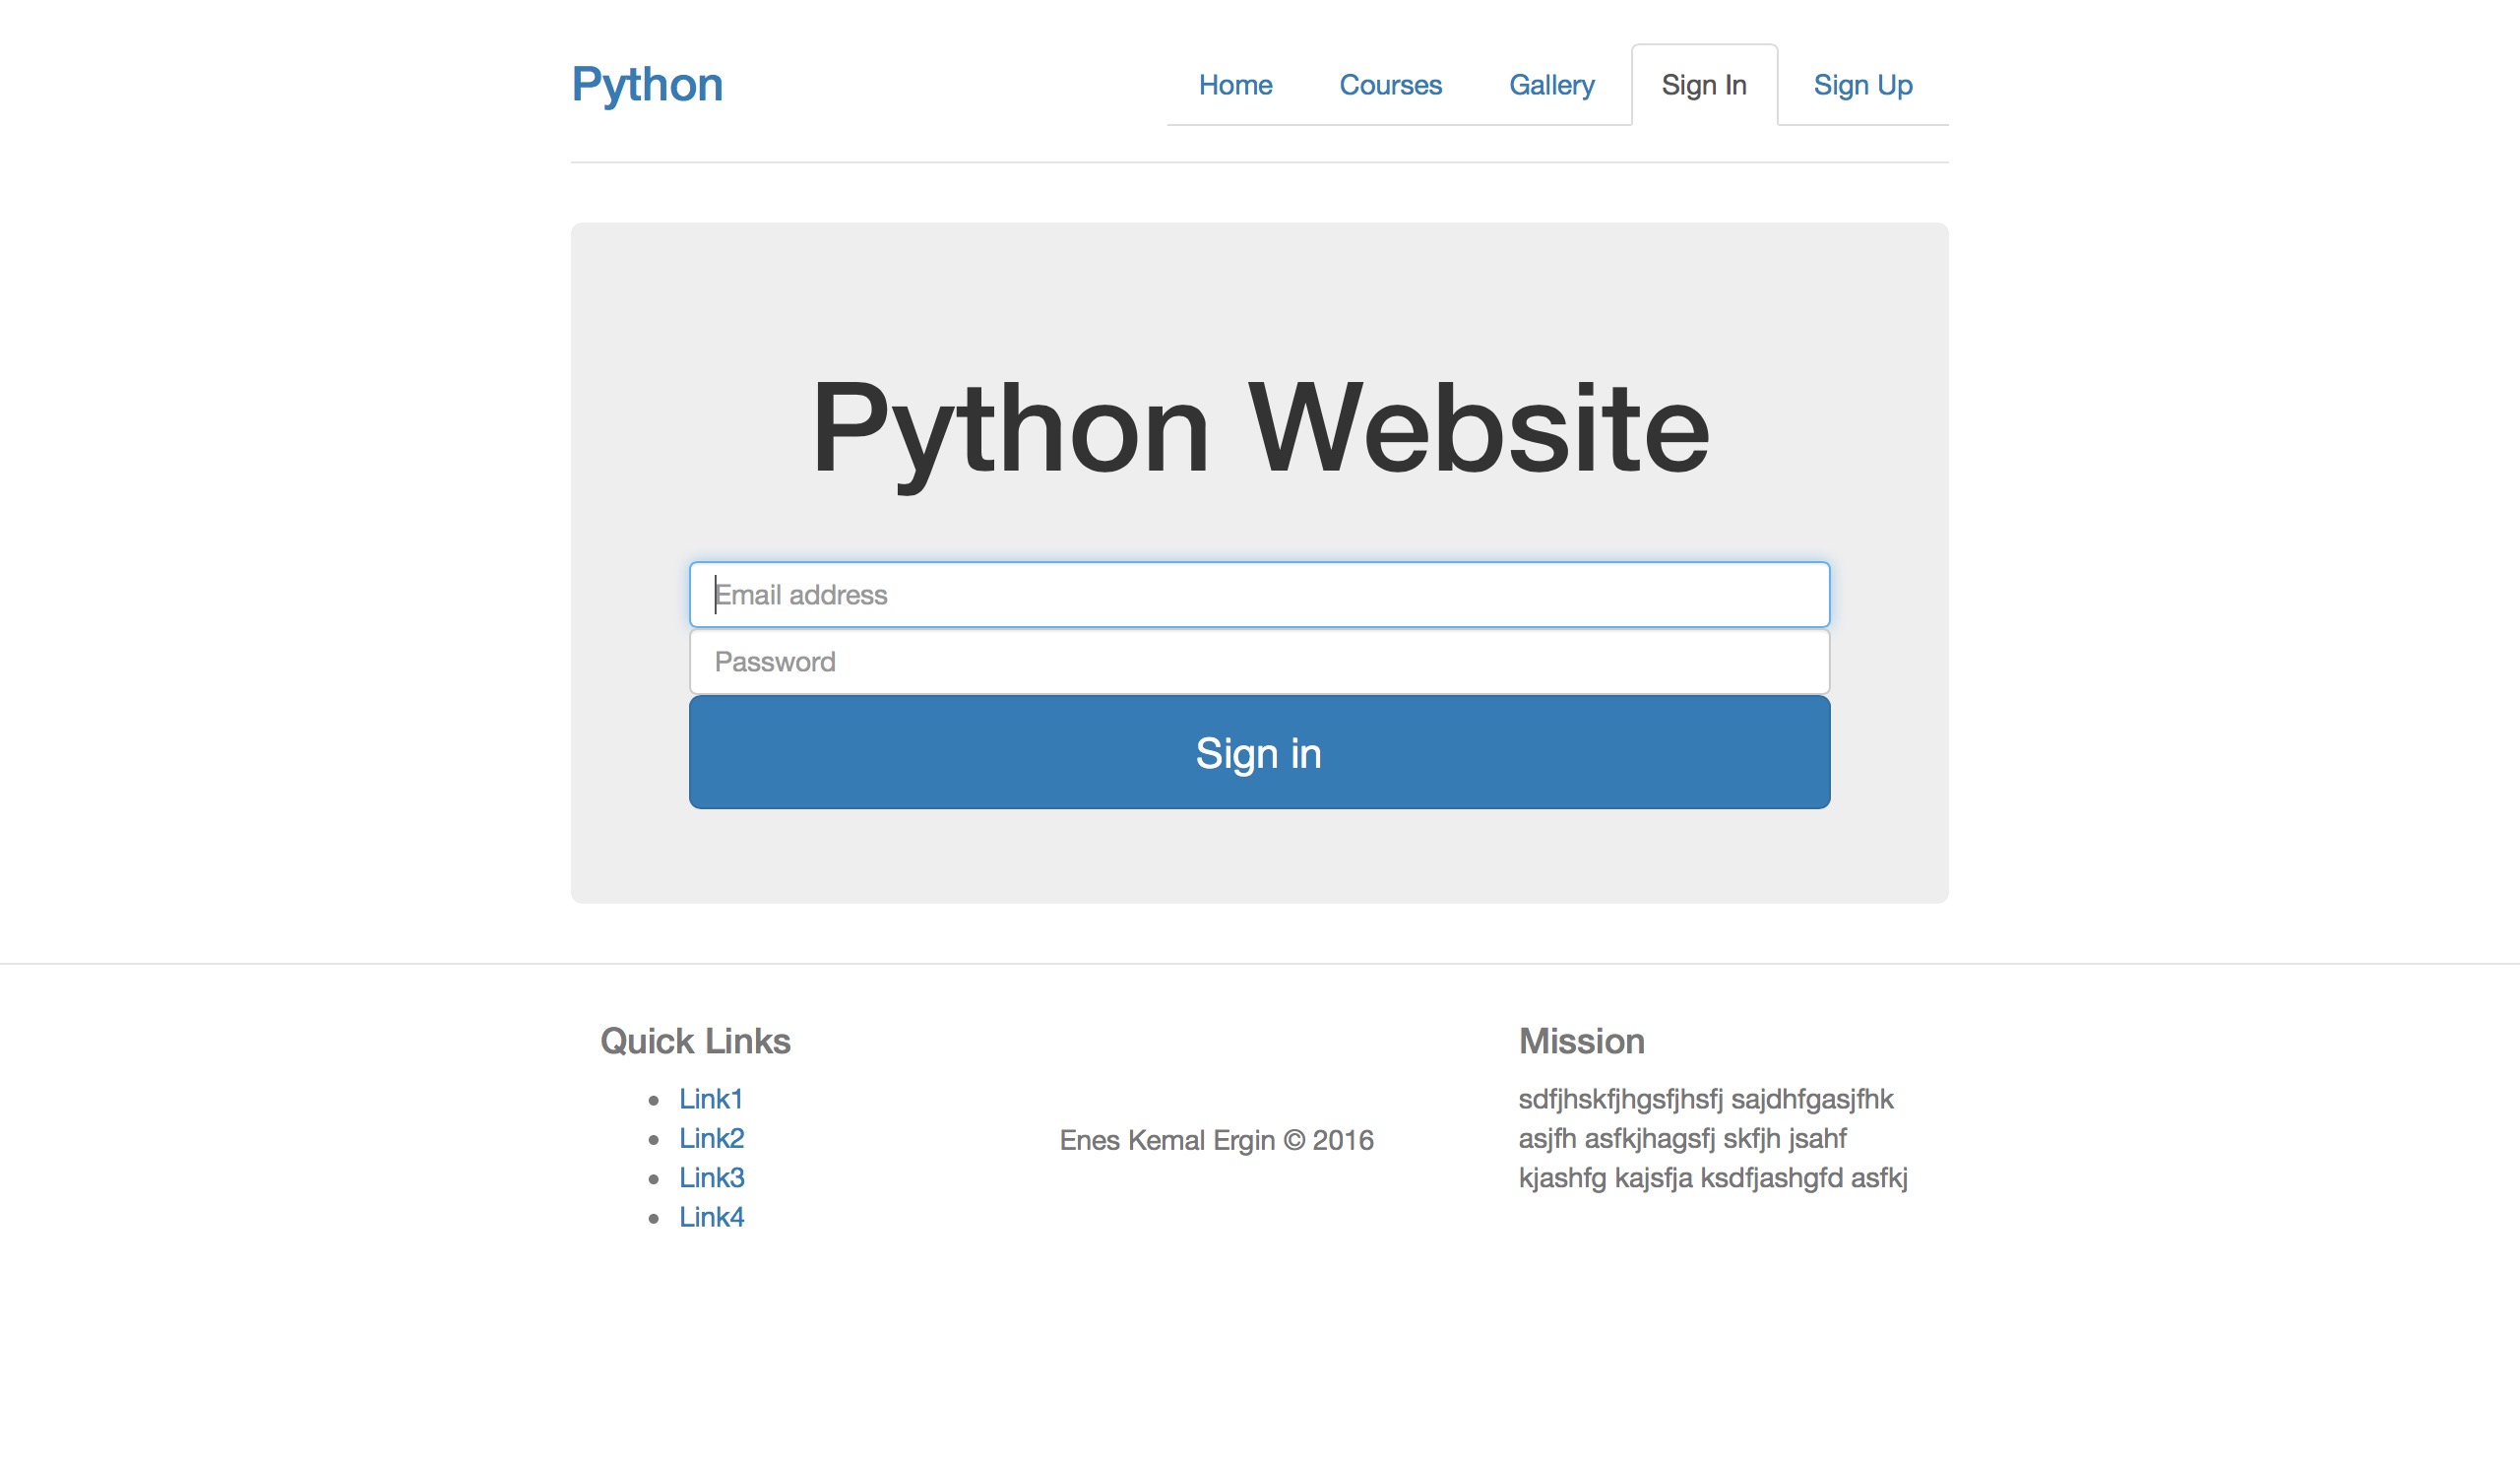 Python
Home Courses Gallery Sign In Sign Up
Python Website
Email address
Password
Sign in
Quick Links
Link1
Link2
Link3
Link4
Enes Kemal Ergin © 2016
Mission
sdfjhskfjhgsfjhsfj sajdhfgasjfhk
asjfh asfkjhagsfj skfjh jsahf
kjashfg kajsfja ksdfjashgfd asfkj